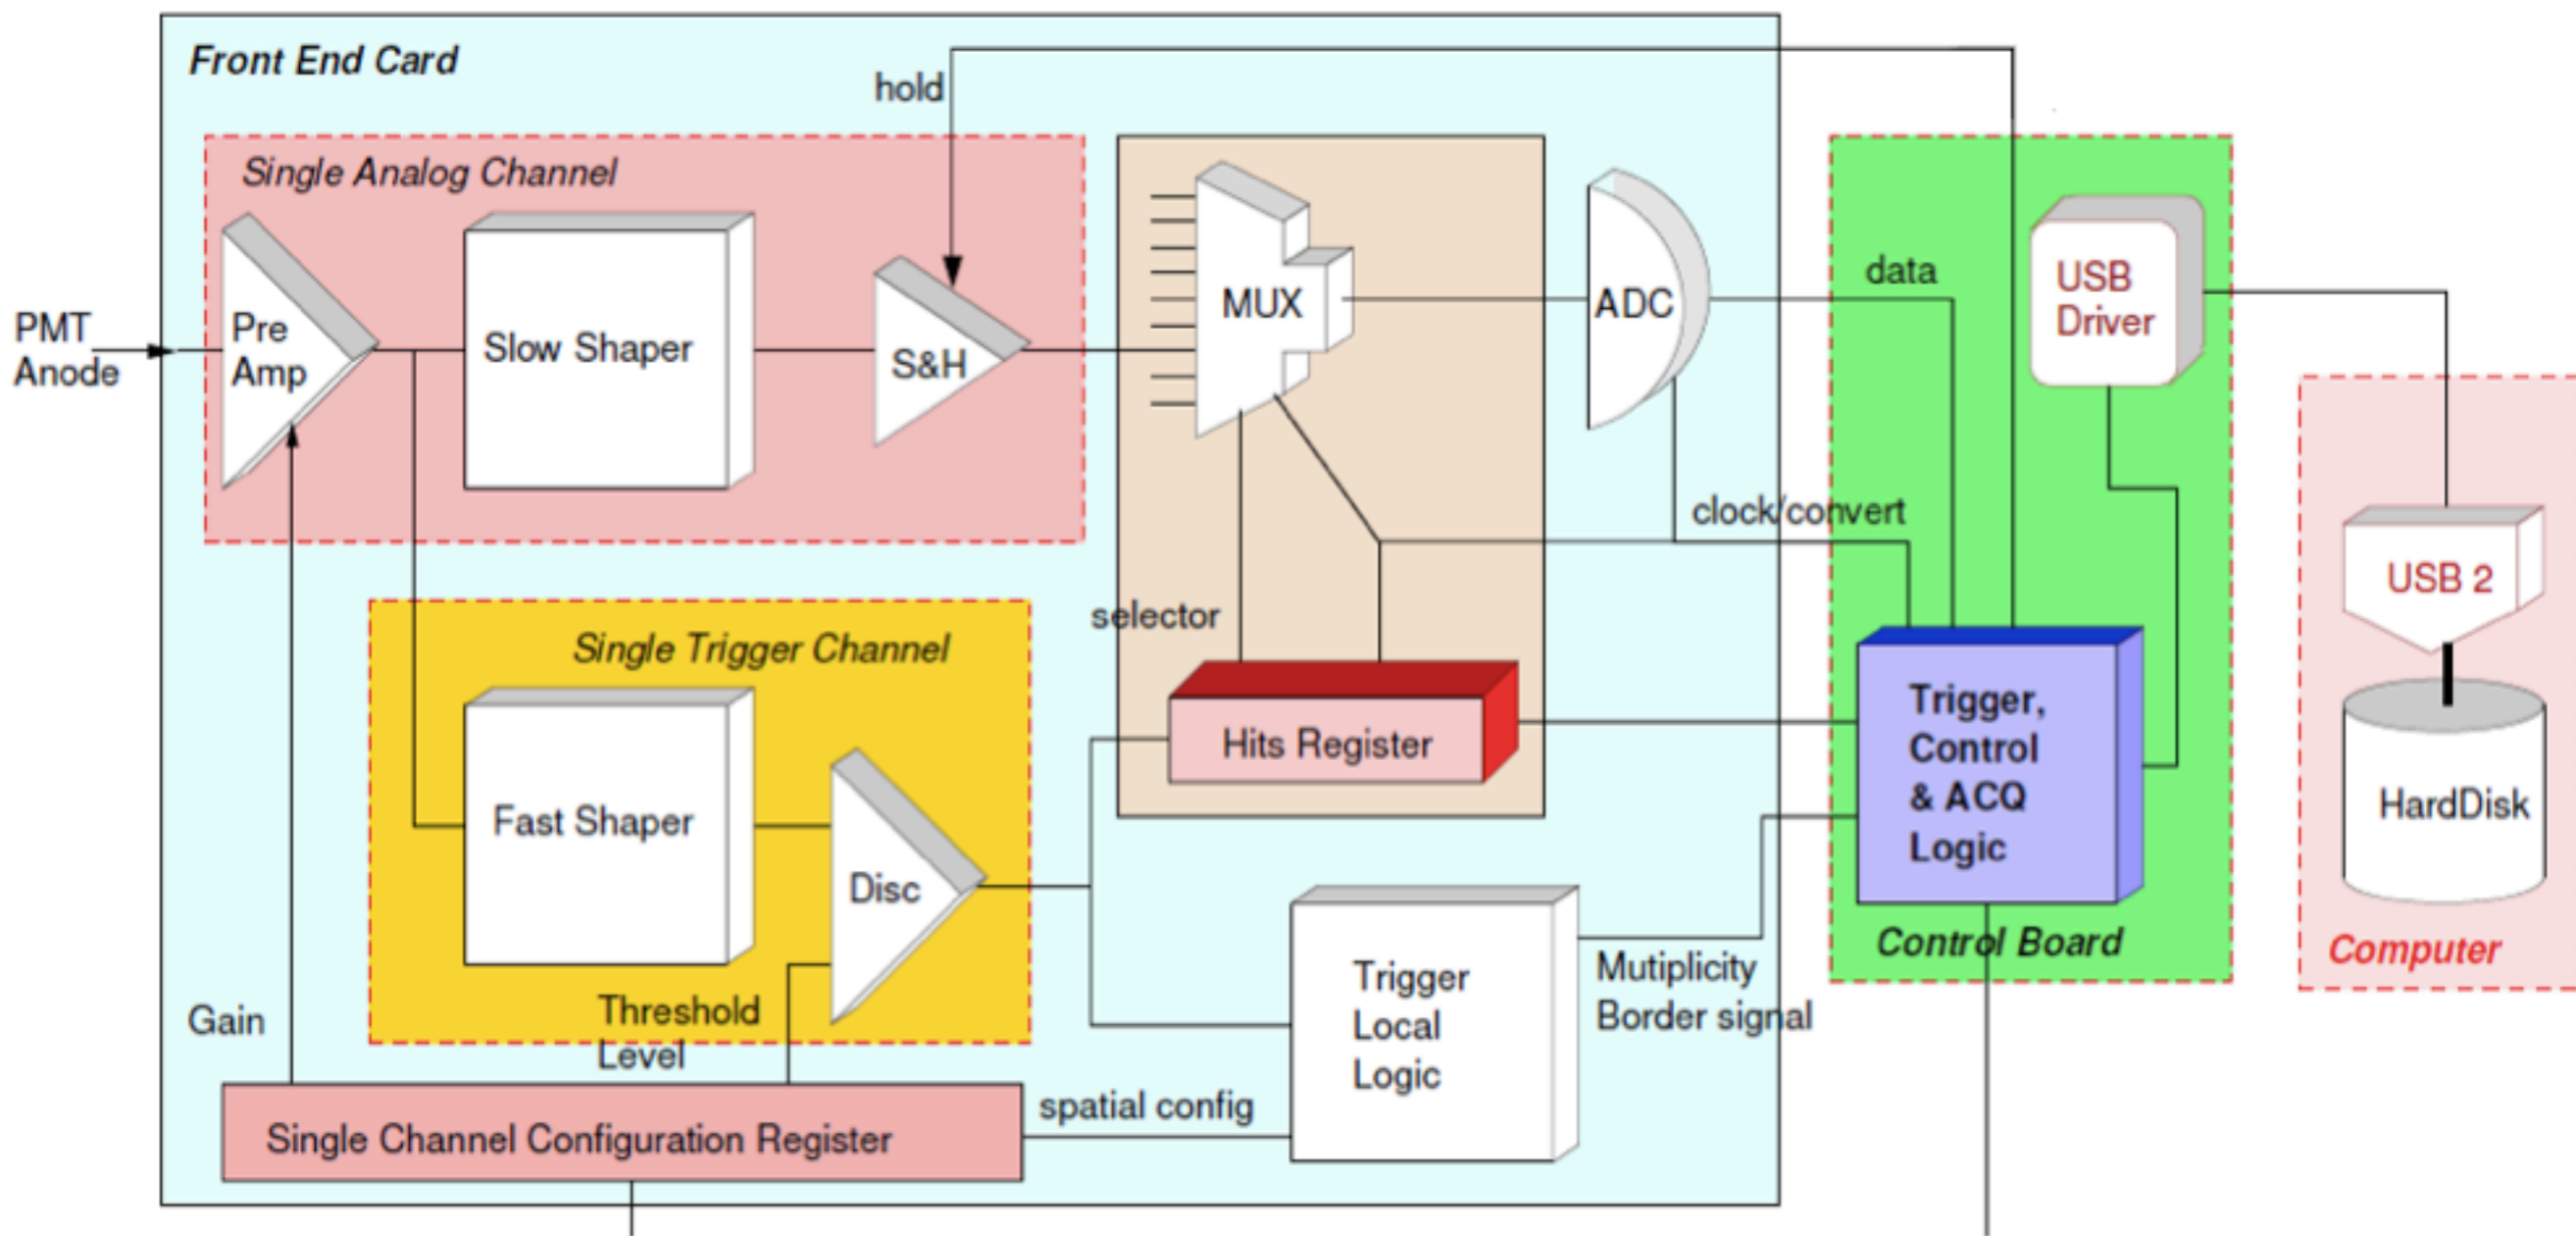 Front End Card
hold
Single Analog Channel
PMT
Anode
Pre
Amp
Slow Shaper
S&H
MUX
ADC
data
USB
Driver
clock/convert
selector
USB 2
Single Trigger Channel
Fast Shaper
Disc
Hits Register
Trigger,
Control
& ACQ
Logic
HardDisk
Control Board
Computer
Gain
Threshold
Level
Trigger
Local
Logic
Mutiplicity
Border signal
spatial config
Single Channel Configuration Register